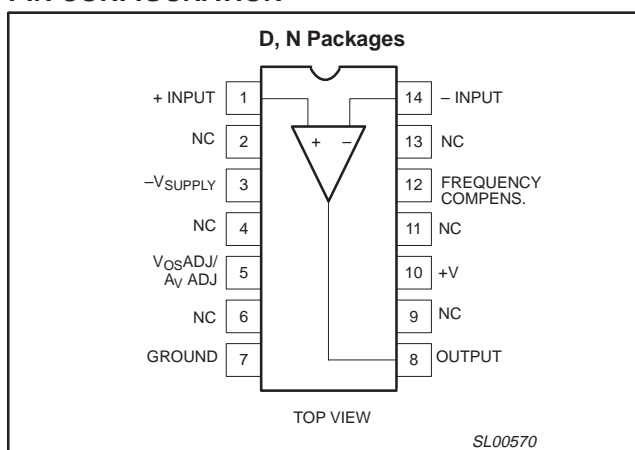 D, N Packages
+ INPUT 1
14 – INPUT
NC 2
13 NC
–VSUPPLY 3
12 FREQUENCY
COMPENS.
NC 4
11 NC
VOSADJ/
AV ADJ 5
10 +V
NC 6
9 NC
GROUND 7
8 OUTPUT
+ –
TOP VIEW
SL00570